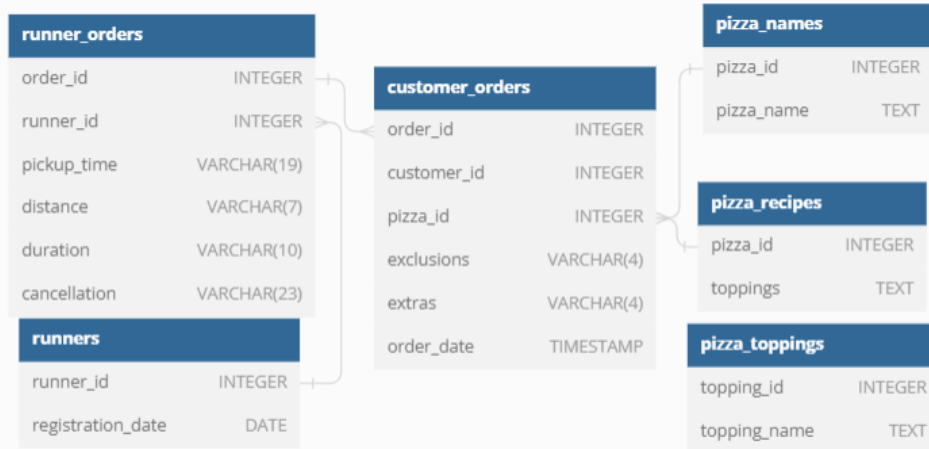 runner_orders
order_id INTEGER
runner_id INTEGER
pickup_time VARCHAR(19)
distance VARCHAR(7)
duration VARCHAR(10)
cancellation VARCHAR(23)
runners
runner_id INTEGER
registration_date DATE
customer_orders
order_id INTEGER
customer_id INTEGER
pizza_id INTEGER
exclusions VARCHAR(4)
extras VARCHAR(4)
order_date TIMESTAMP
pizza_names
pizza_id INTEGER
pizza_name TEXT
pizza_recipes
pizza_id INTEGER
toppings TEXT
pizza_toppings
topping_id INTEGER
topping_name TEXT